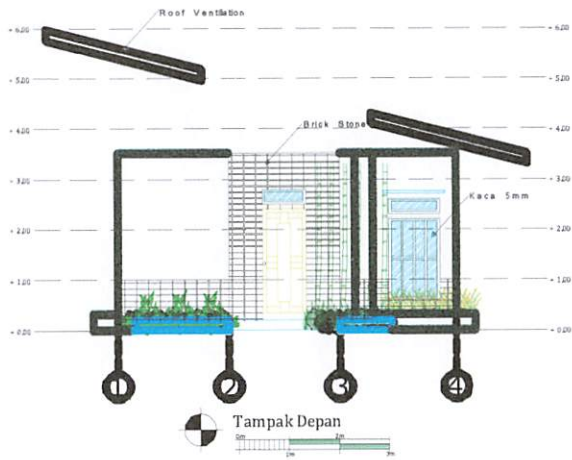 Roof Ventilation
+ 6,00 + 6,00
+ 5,00 + 5,00
Brick Stone
+ 4,00 + 4,00
+ 3,00 + 3,00
Kaca 5mm
+ 2,00 + 2,00
+ 1,00 + 1,00
± 0,00 ± 0,00
1 2 3 4
Tampak Depan
0m 2m
1m 3m